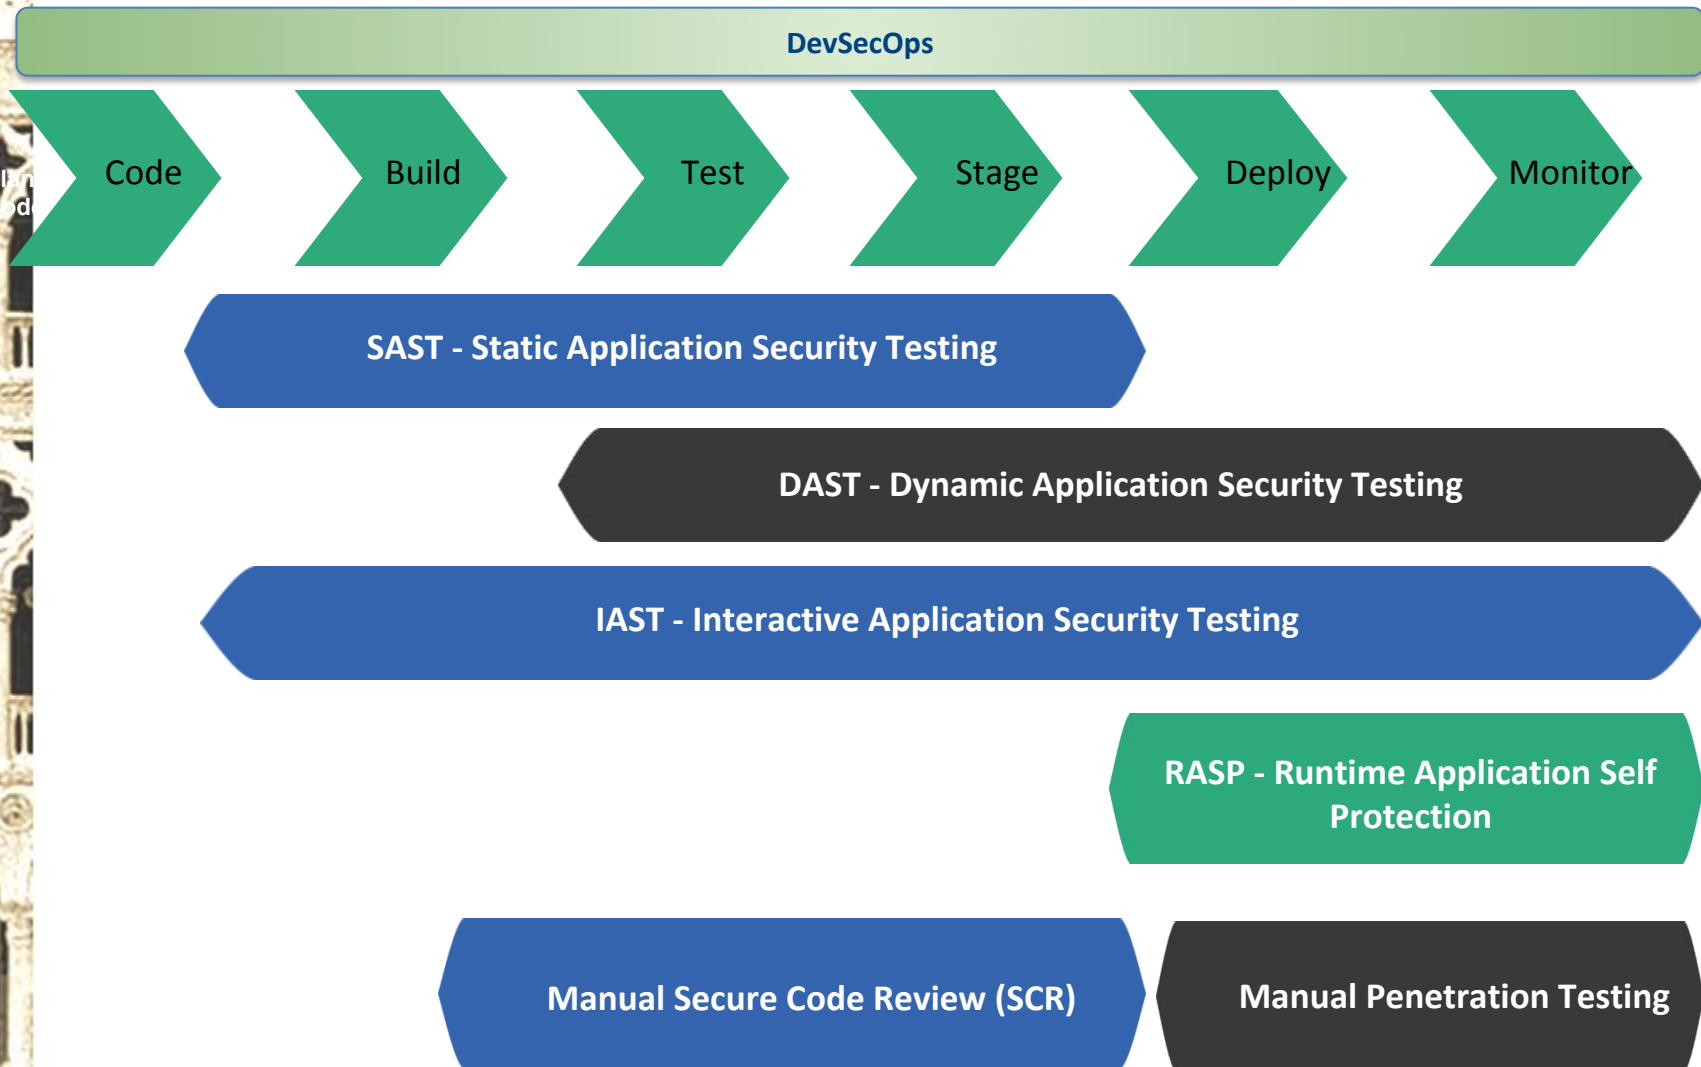 DevSecOps
Code
Build
Test
Stage
Deploy
Monitor
SAST - Static Application Security Testing
DAST - Dynamic Application Security Testing
IAST - Interactive Application Security Testing
RASP - Runtime Application Self
Protection
Manual Secure Code Review (SCR)
Manual Penetration Testing